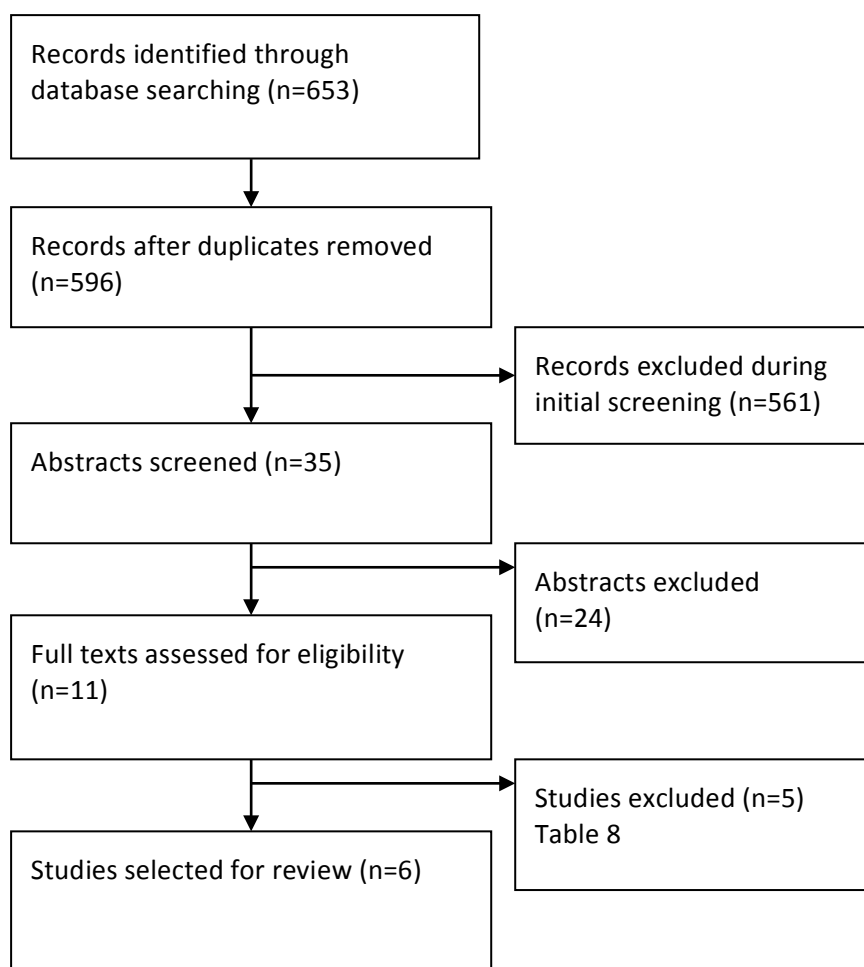 Records identified through
database searching (n=653)
Records after duplicates removed
(n=596)
Records excluded during
initial screening (n=561)
Abstracts screened (n=35)
Abstracts excluded
(n=24)
Full texts assessed for eligibility
(n=11)
Studies excluded (n=5)
Table 8
Studies selected for review (n=6)